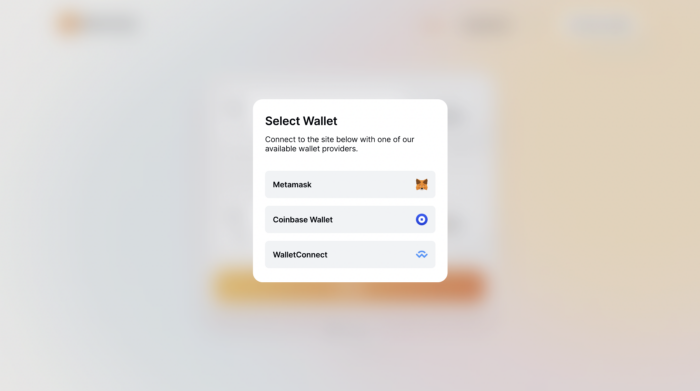 Select Wallet
Connect to the site below with one of our
available wallet providers.
Metamask
Coinbase Wallet
WalletConnect